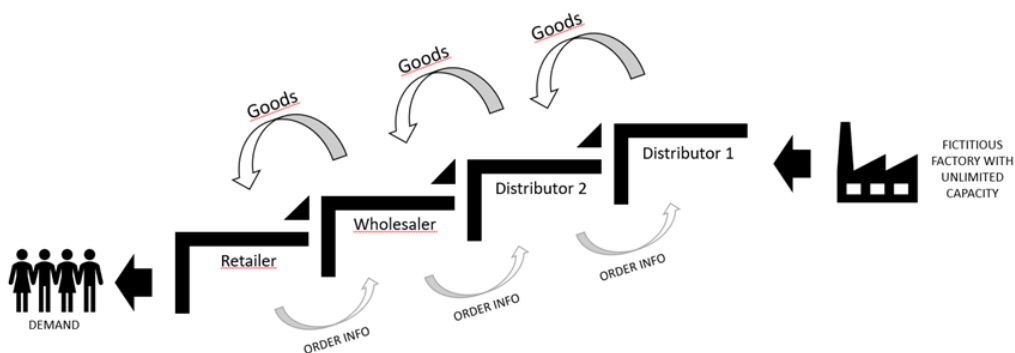 Goods
Goods
Goods
Distributor 1
Distributor 2
Wholesaler
Retailer
FICTITIOUS
FACTORY WITH
UNLIMITED
CAPACITY
ORDER INFO
ORDER INFO
ORDER INFO
DEMAND